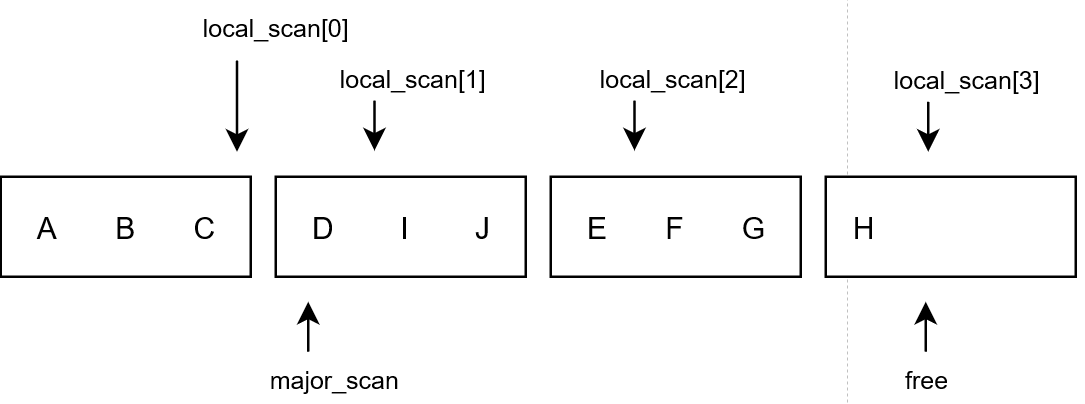 local_scan[0]
local_scan[1]
local_scan[2]
local_scan[3]
A B C
D I J
E F G
H
major_scan
free